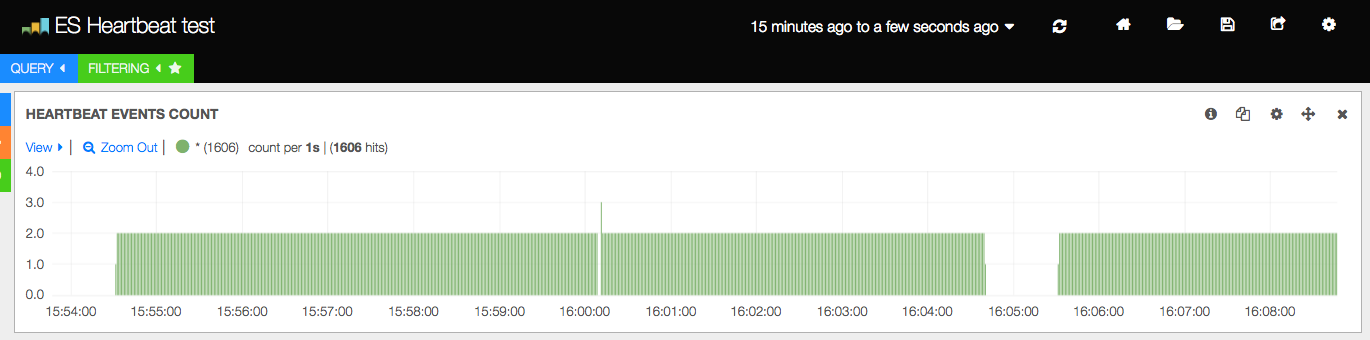 ES Heartbeat test
15 minutes ago to a few seconds ago
QUERY
FILTERING
HEARTBEAT EVENTS COUNT
View | Zoom Out | * (1606) count per 1s | (1606 hits)
4.0
3.0
2.0
1.0
0.0
15:54:00 15:55:00 15:56:00 15:57:00 15:58:00 15:59:00 16:00:00 16:01:00 16:02:00 16:03:00 16:04:00 16:05:00 16:06:00 16:07:00 16:08:00